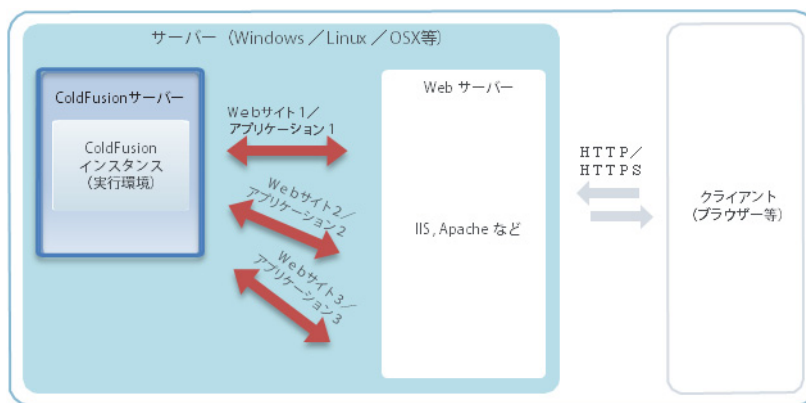 サーバー（Windows ／Linux ／OSX等）
ColdFusionサーバー
ColdFusion
インスタンス
（実行環境）
Ｗｅｂサイト１／
アプリケーション１
Ｗｅｂサイト２／
アプリケーション２
Ｗｅｂサイト３／
アプリケーション３
Web サーバー
IIS , Apache など
ＨＴＴＰ／
ＨＴＴＰＳ
クライアント
（ブラウザー等）